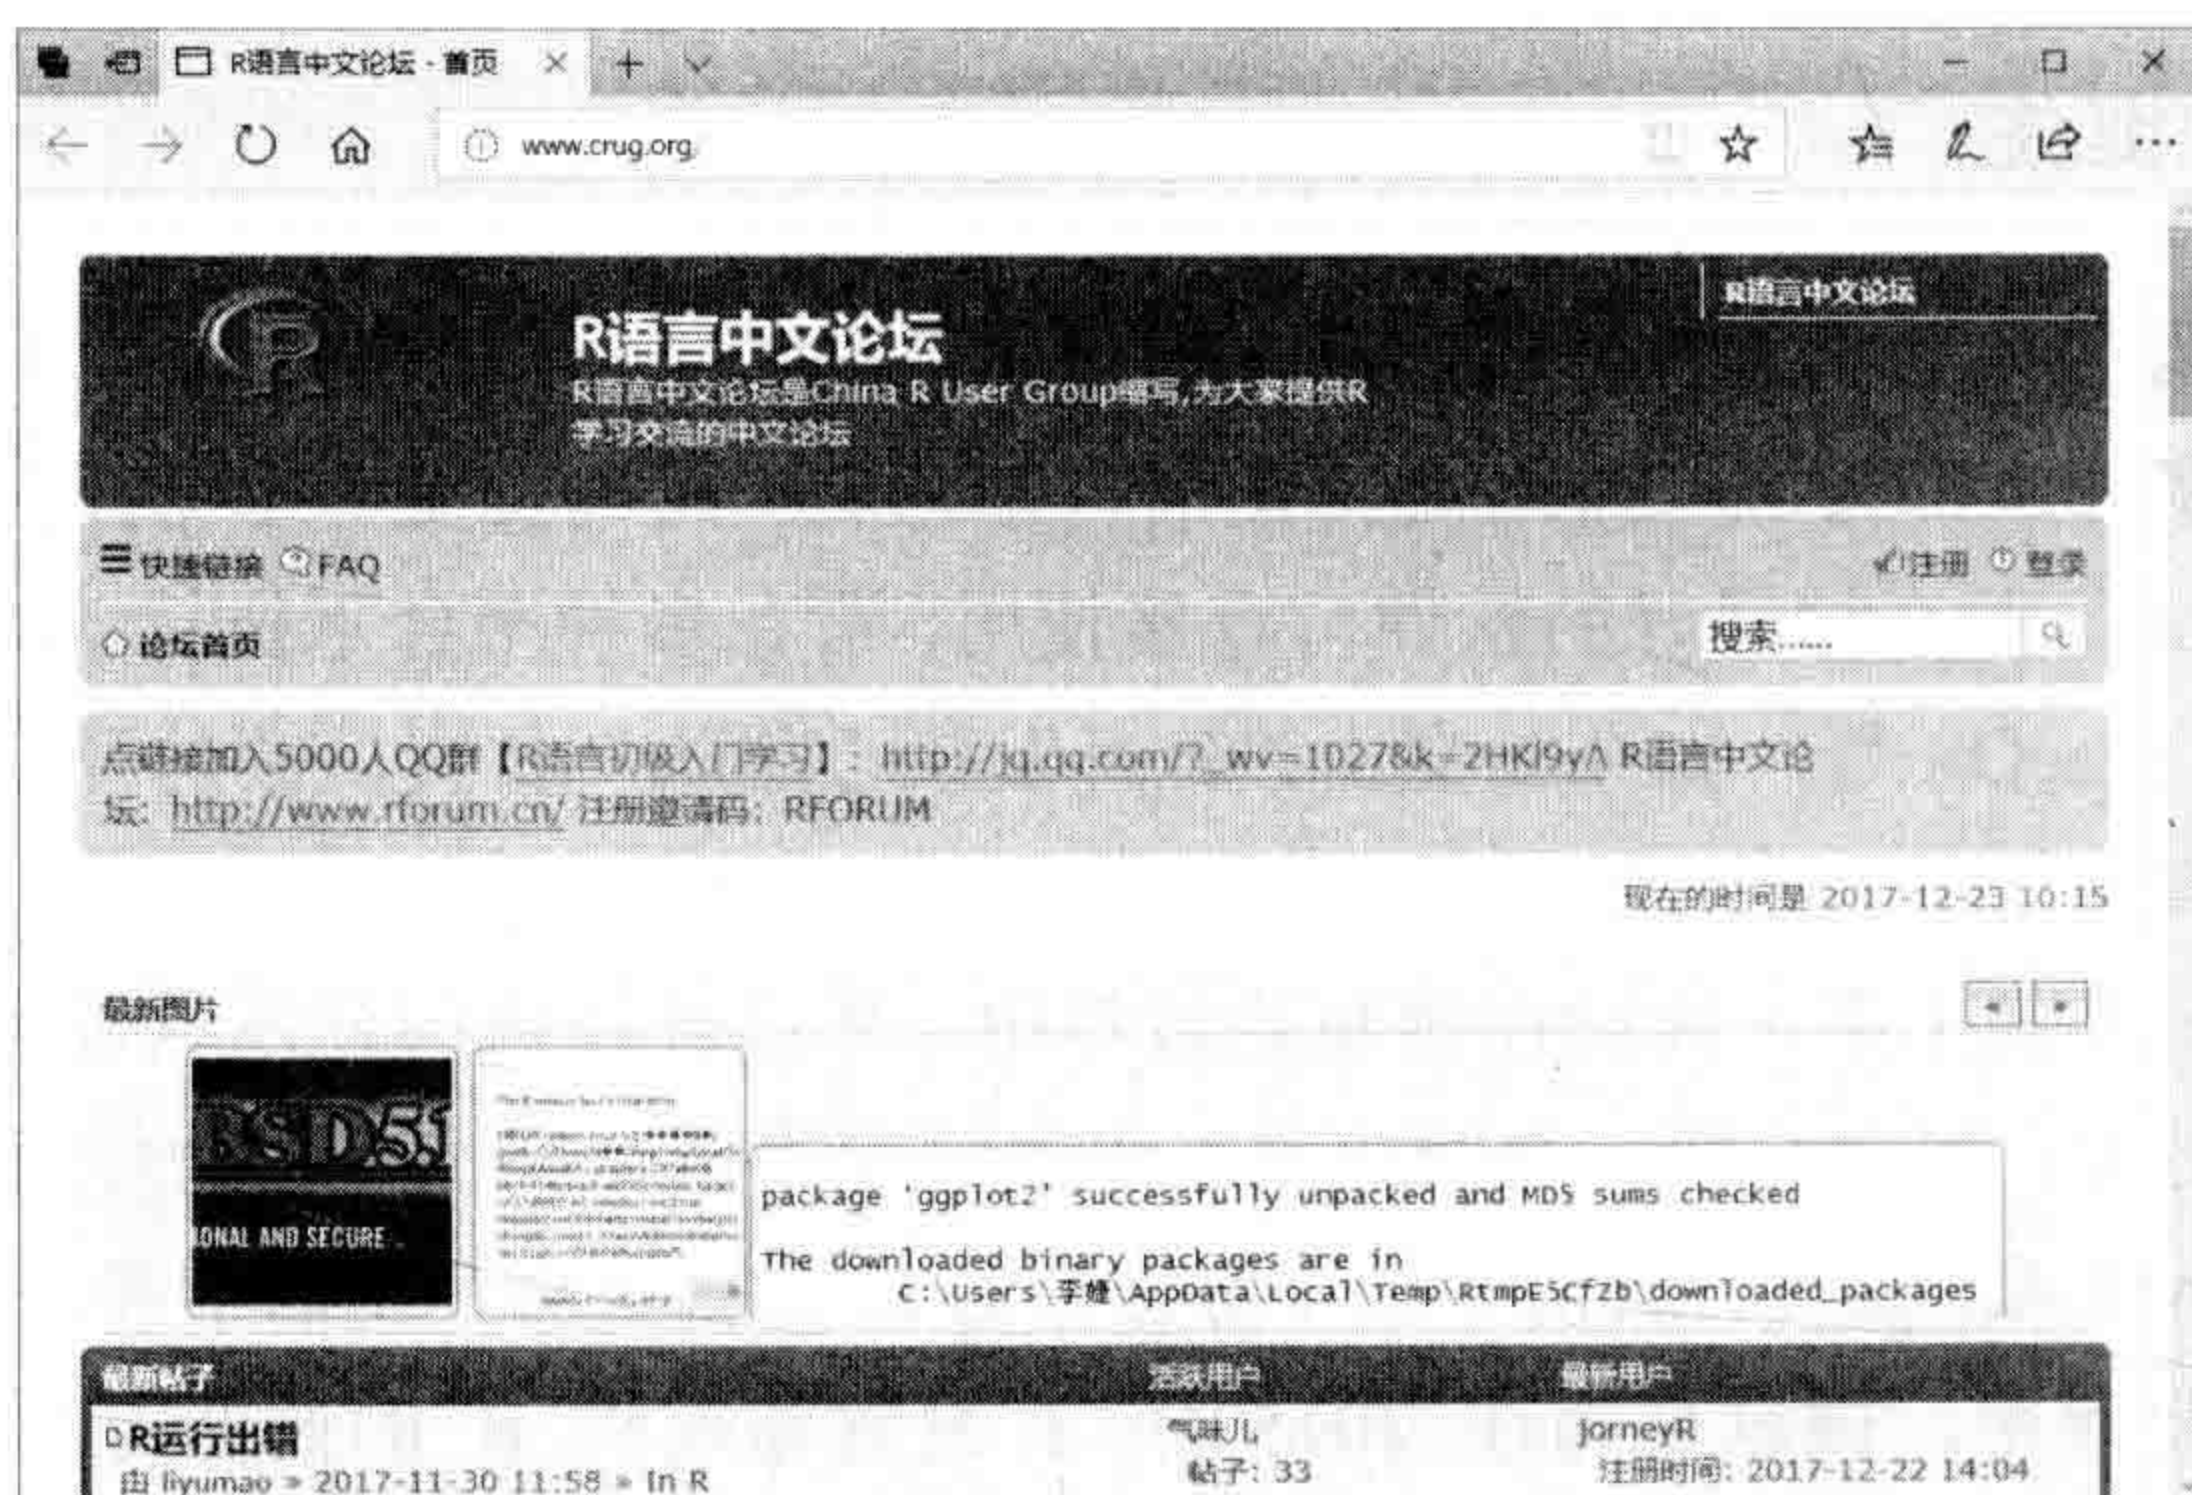 R语言中文论坛 - 首页
www.crug.org
R语言中文论坛
R语言中文论坛
R语言中文论坛是China R User Group缩写,为大家提供R
学习交流的中文论坛
快速链接 FAQ
注册 登录
论坛首页
搜索......
点链接加入5000人QQ群【R语言初级入门学习】: http://jq.qq.com/?_wv=1027&k=2HKl9yA R语言中文论
坛: http://www.rforum.cn/ 注册邀请码: RFORUM
现在的时间是 2017-12-23 10:15
最新图片
RSD.51
IONAL AND SECURE
package 'ggplot2' successfully unpacked and MD5 sums checked
The downloaded binary packages are in
C:\Users\李婕\AppData\Local\Temp\RtmpE5CfZb\downloaded_packages
最新帖子 活跃用户 最新用户
R运行出错 气味儿 jorneyR
由 liyumao » 2017-11-30 11:58 » In R 帖子: 33 注册时间: 2017-12-22 14:04